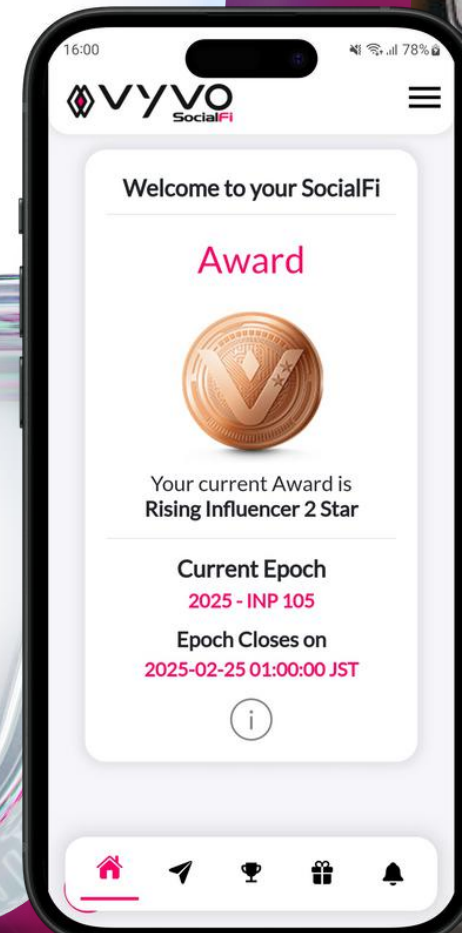 16:00
78%
VYVO
SocialFi
Welcome to your SocialFi
Award
Your current Award is
Rising Influencer 2 Star
Current Epoch
2025 - INP 105
Epoch Closes on
2025-02-25 01:00:00 JST
i